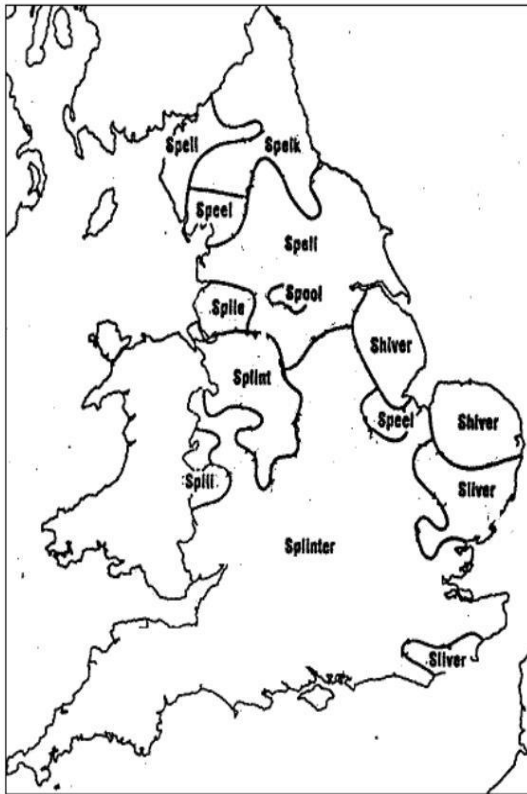 Spell
Spelk
Speel
Spell
Spool
Spile
Shiver
Splint
Speel
Shiver
Spill
Sliver
Splinter
Sliver